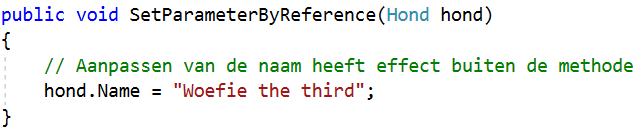 public void SetParameterByReference(Hond hond)
{
    // Aanpassen van de naam heeft effect buiten de methode
    hond.Name = "Woefie the third";
}